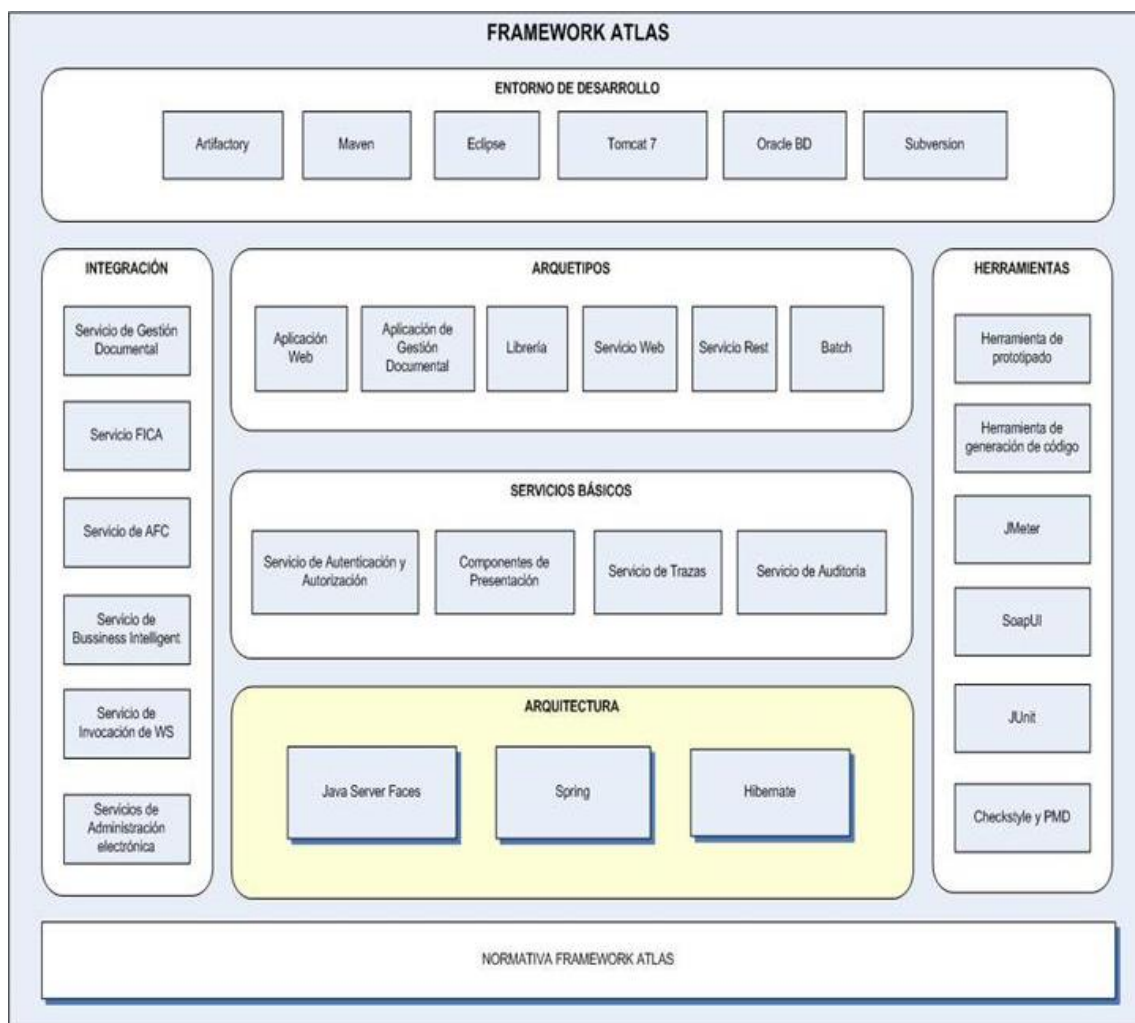 FRAMEWORK ATLAS
ENTORNO DE DESARROLLO
Artifactory
Maven
Eclipse
Tomcat 7
Oracle BD
Subversion
INTEGRACIÓN
Servicio de Gestión
Documental
Servicio FICA
Servicio de AFC
Servicio de
Bussiness Intelligent
Servicio de
Invocación de WS
Servicios de
Administración
electrónica
ARQUETIPOS
Aplicación
Web
Aplicación de
Gestión
Documental
Librería
Servicio Web
Servicio Rest
Batch
SERVICIOS BÁSICOS
Servicio de Autenticación y
Autorización
Componentes de
Presentación
Servicio de Trazas
Servicio de Auditoría
ARQUITECTURA
Java Server Faces
Spring
Hibernate
HERRAMIENTAS
Herramienta de
prototipado
Herramienta de
generación de código
JMeter
SoapUI
JUnit
Checkstyle y PMD
NORMATIVA FRAMEWORK ATLAS